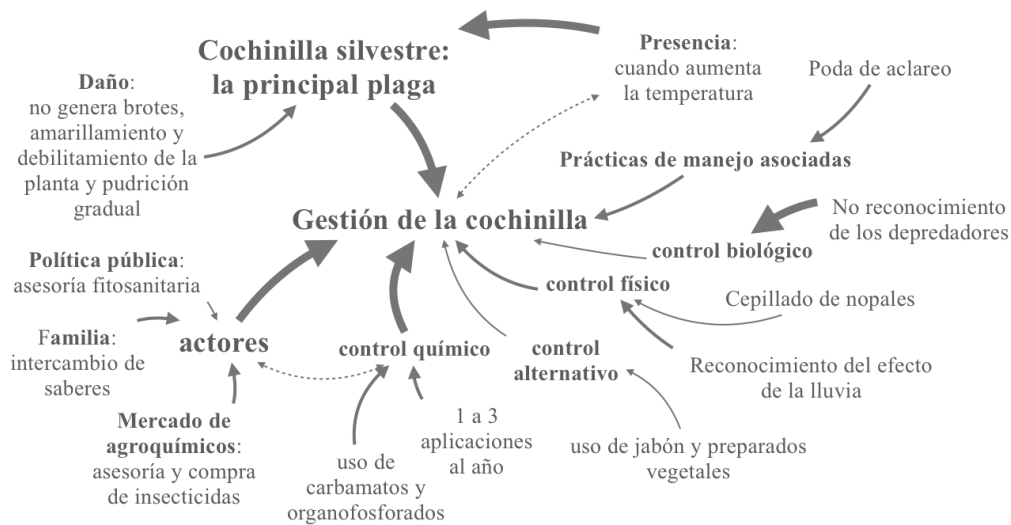 Cochinilla silvestre:
la principal plaga
Presencia:
cuando aumenta
la temperatura
Poda de aclareo
Daño:
no genera brotes,
amarillamiento y
debilitamiento de la
planta y pudrición
gradual
Prácticas de manejo asociadas
Gestión de la cochinilla
No reconocimiento
de los depredadores
control biológico
Política pública:
asesoría fitosanitaria
control físico
Cepillado de nopales
Familia:
intercambio de
saberes
actores
control químico
control
alternativo
Reconocimiento del efecto
de la lluvia
Mercado de
agroquímicos:
asesoría y compra
de insecticidas
1 a 3
aplicaciones
al año
uso de
carbamatos y
organofosforados
uso de jabón y preparados
vegetales